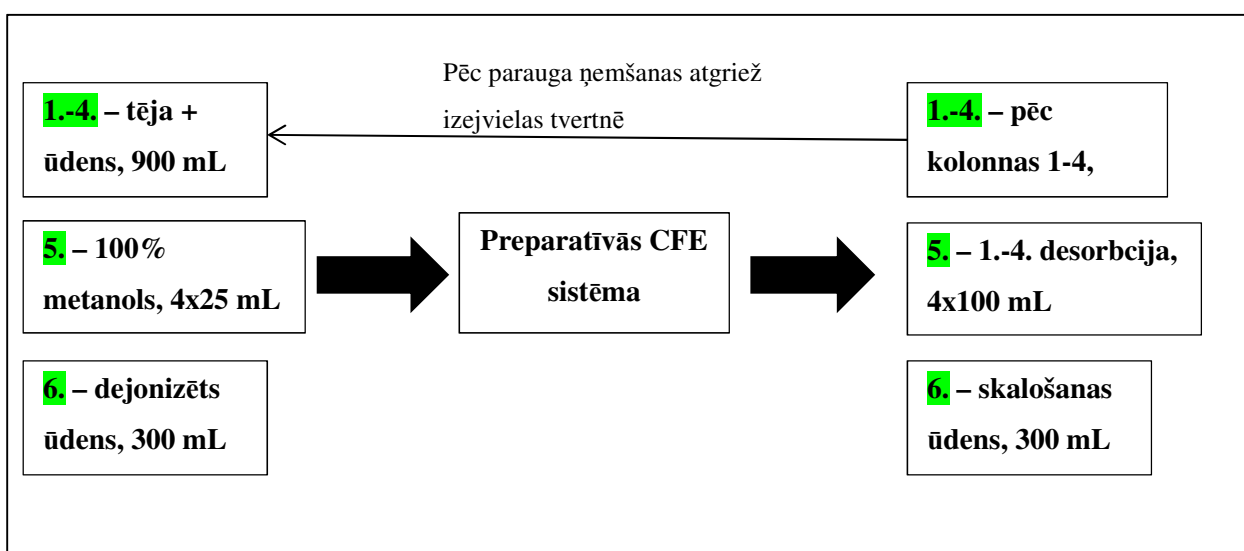 Pēc parauga ņemšanas atgriež
izejvielas tvertnē
1.-4. – tēja +
ūdens, 900 mL
1.-4. – pēc
kolonnas 1-4,
5. – 100%
metanols, 4x25 mL
Preparatīvās CFE
sistēma
5. – 1.-4. desorbcija,
4x100 mL
6. – dejonizēts
ūdens, 300 mL
6. – skalošanas
ūdens, 300 mL